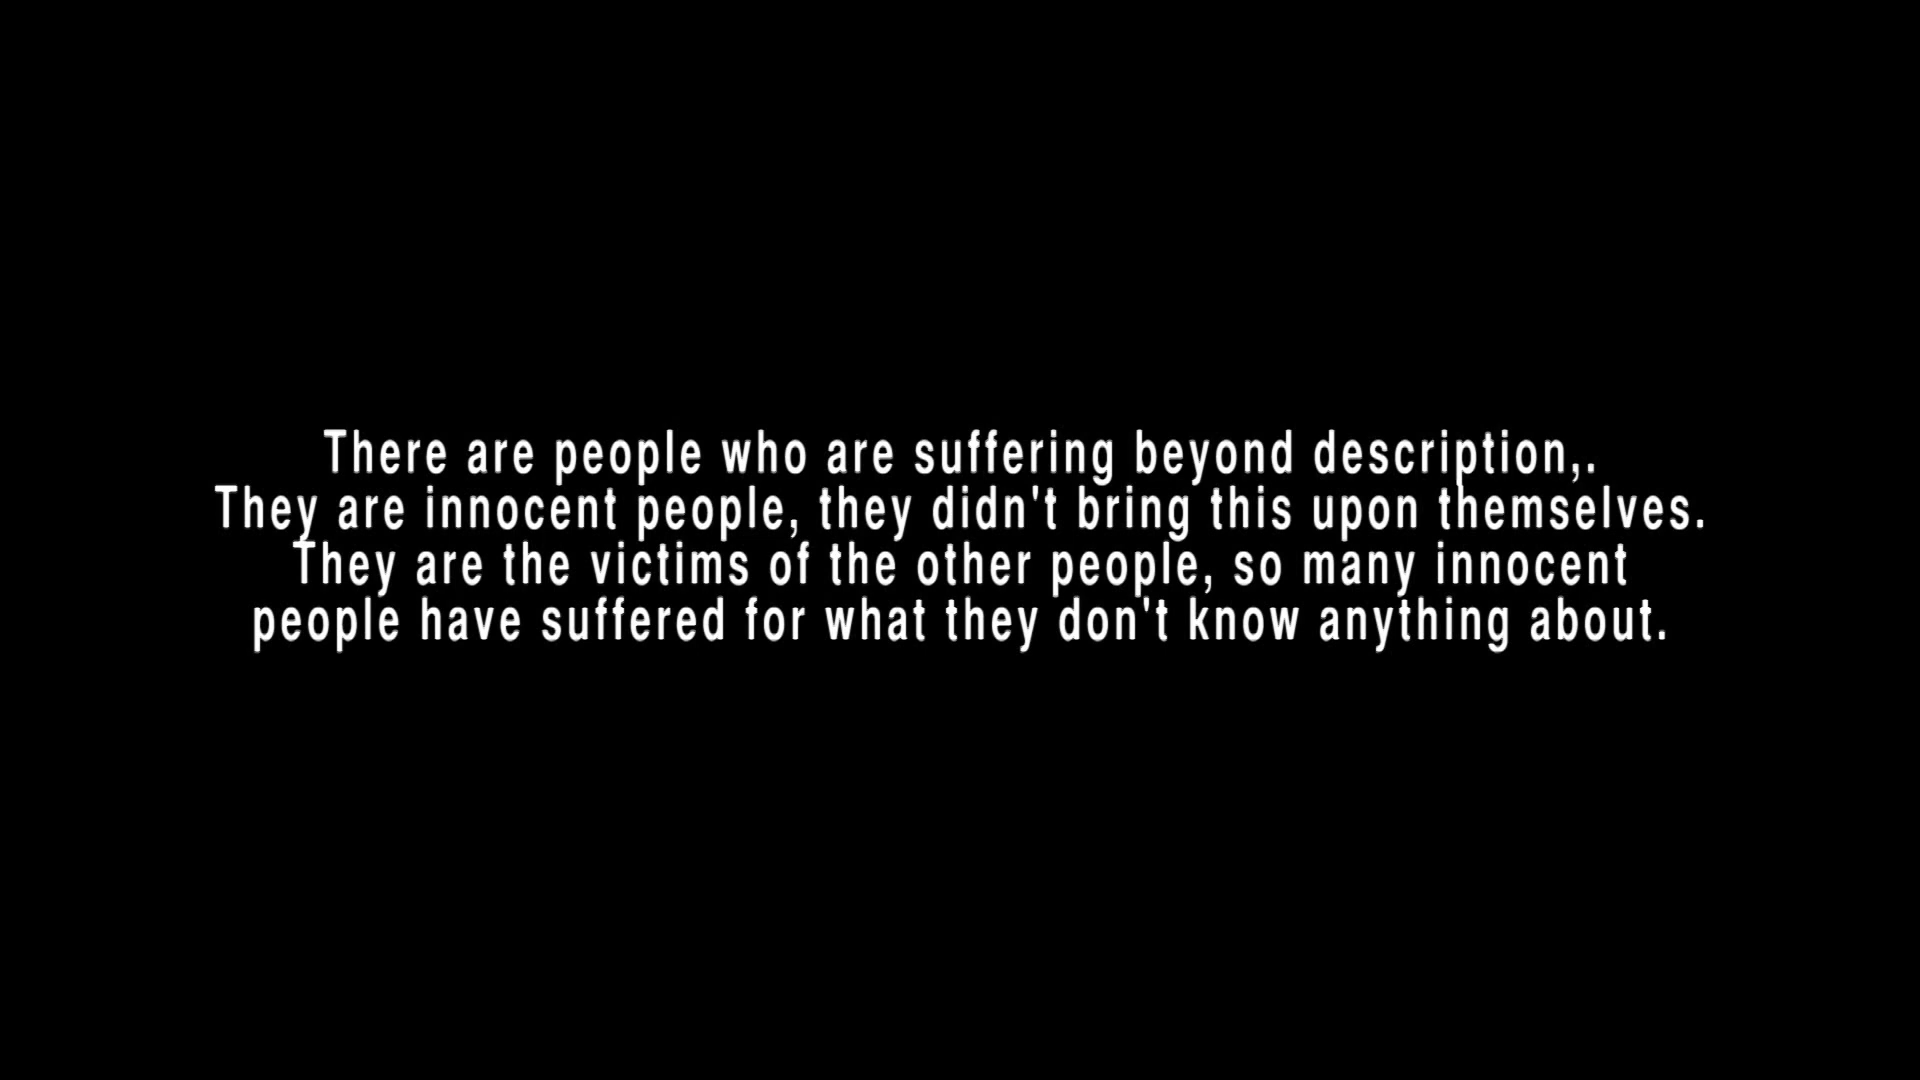 There are people who are suffering beyond description,.
They are innocent people, they didn't bring this upon themselves.
They are the victims of the other people, so many innocent
people have suffered for what they don't know anything about.